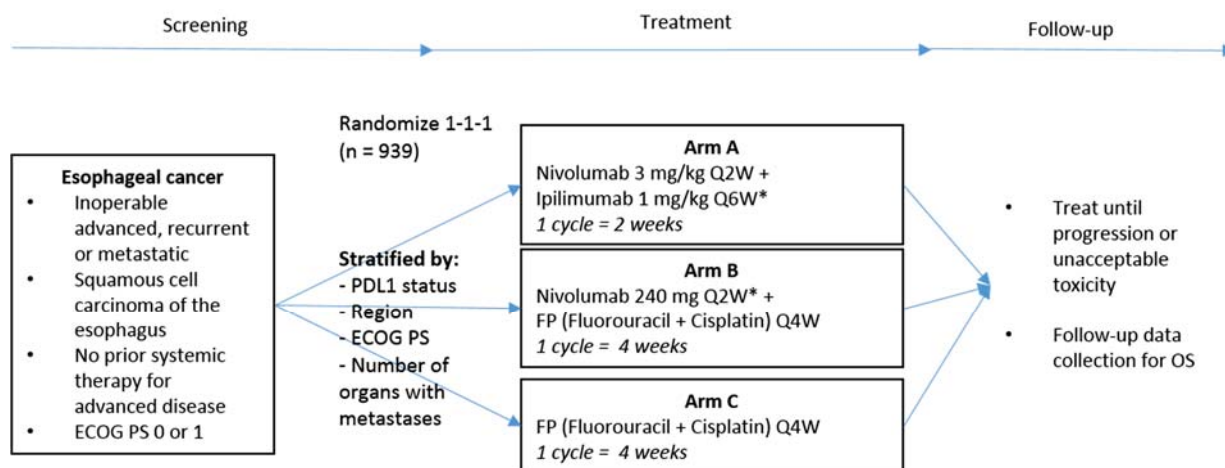 Screening
Treatment
Follow-up
Esophageal cancer
• Inoperable
advanced, recurrent
or metastatic
• Squamous cell
carcinoma of the
esophagus
• No prior systemic
therapy for
advanced disease
• ECOG PS 0 or 1
Randomize 1-1-1
(n = 939)
Stratified by:
- PDL1 status
- Region
- ECOG PS
- Number of
organs with
metastases
Arm A
Nivolumab 3 mg/kg Q2W +
Ipilimumab 1 mg/kg Q6W*
1 cycle = 2 weeks
Arm B
Nivolumab 240 mg Q2W* +
FP (Fluorouracil + Cisplatin) Q4W
1 cycle = 4 weeks
Arm C
FP (Fluorouracil + Cisplatin) Q4W
1 cycle = 4 weeks
• Treat until
progression or
unacceptable
toxicity
• Follow-up data
collection for OS